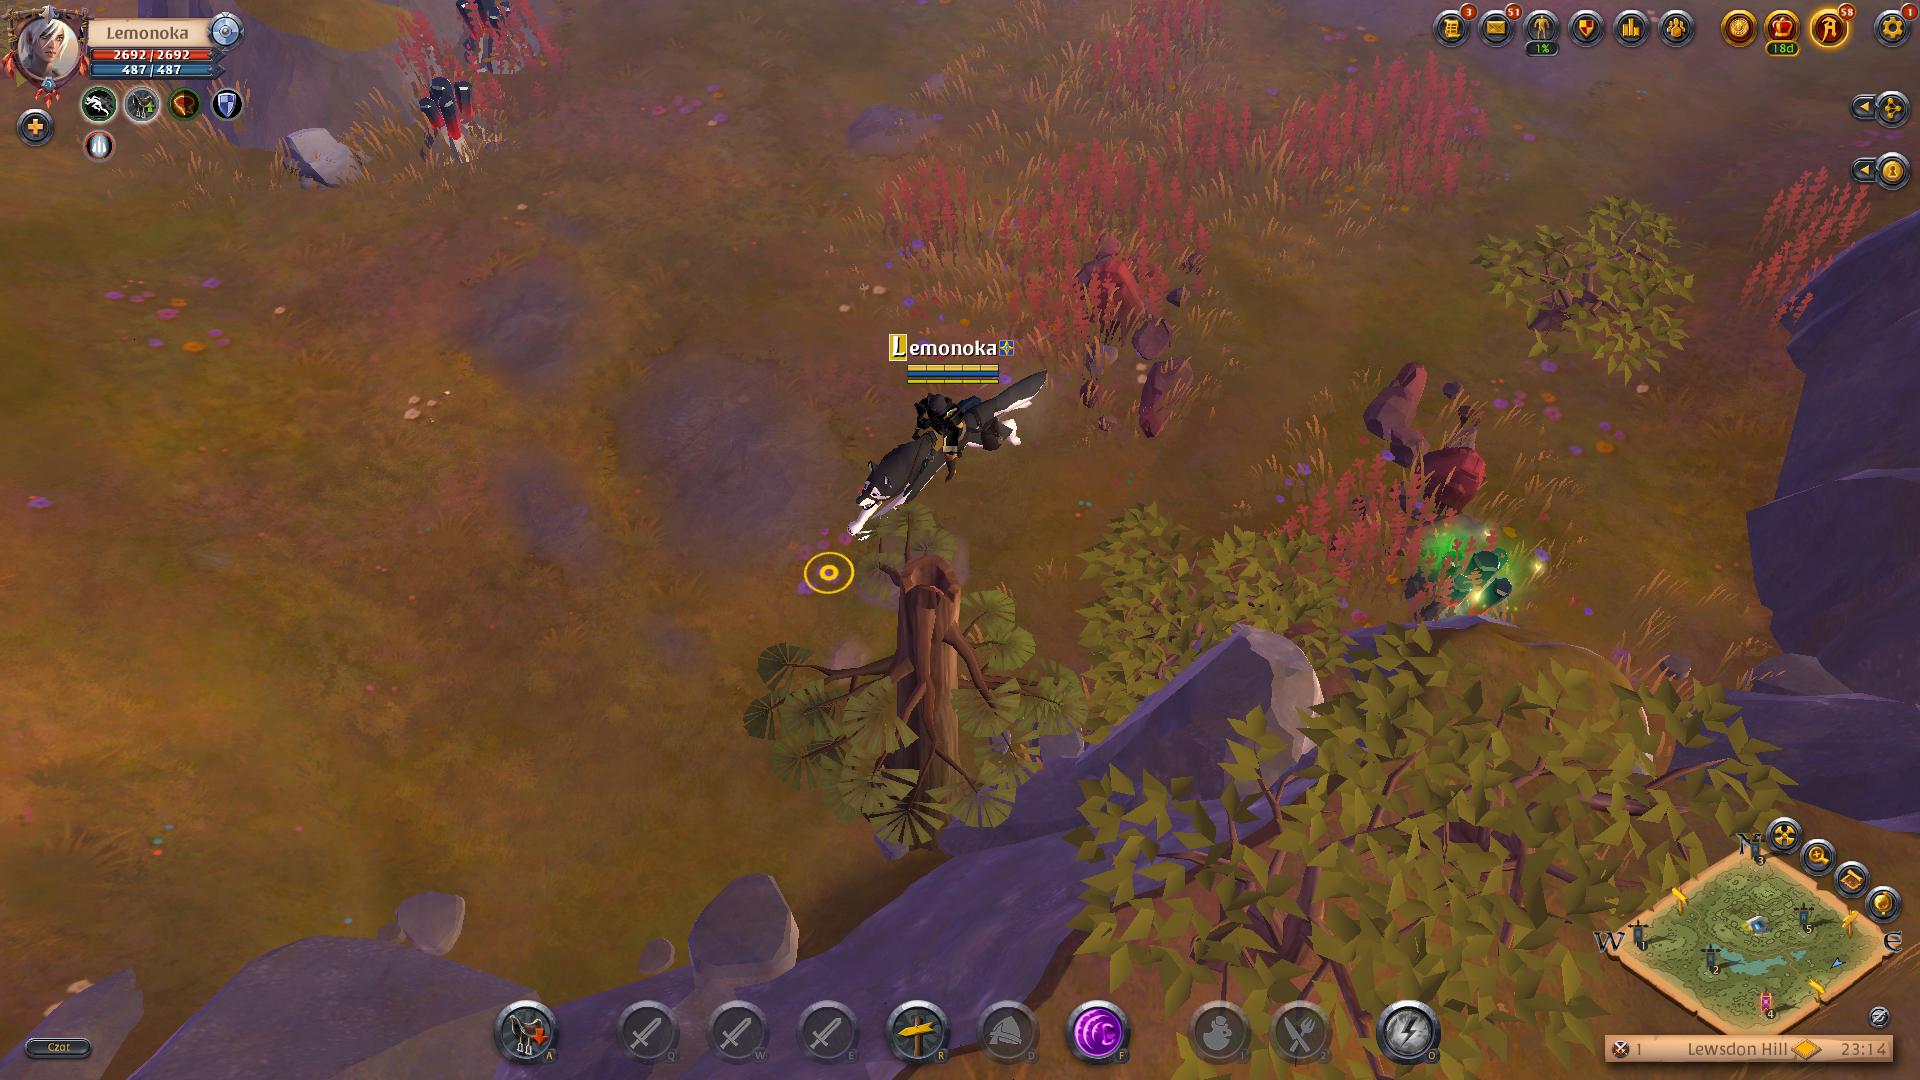 Lemonoka
2692 / 2692
487 / 487
3
51
1%
18d
58
1
Lemonoka
N
3
W
1
5
E
2
4
Czat
A
Q
W
E
R
D
F
1
2
O
1
Lewsdon Hill
23:14